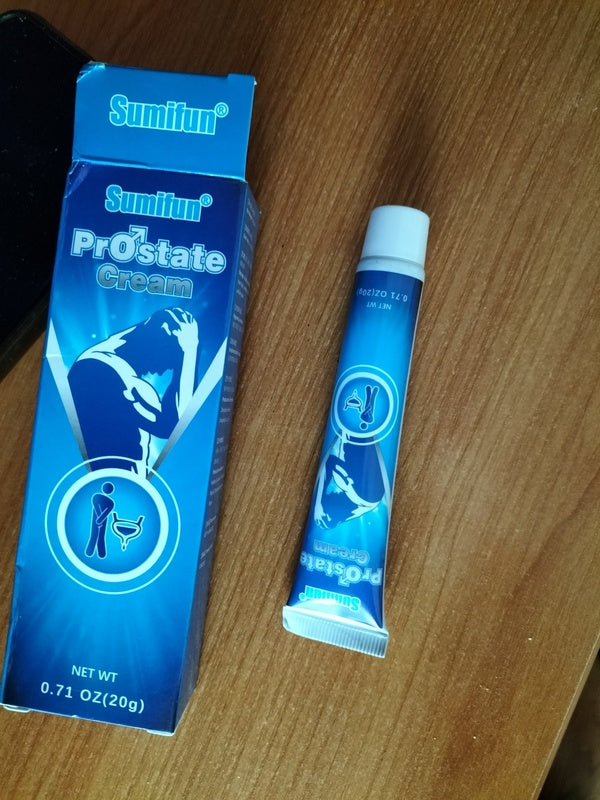 Sumifun®
Sumifun®
Prostate
Cream
NET WT
0.71 OZ(20g)
NET WT
0.71 OZ(20g)
Sumifun®
Prostate
Cream